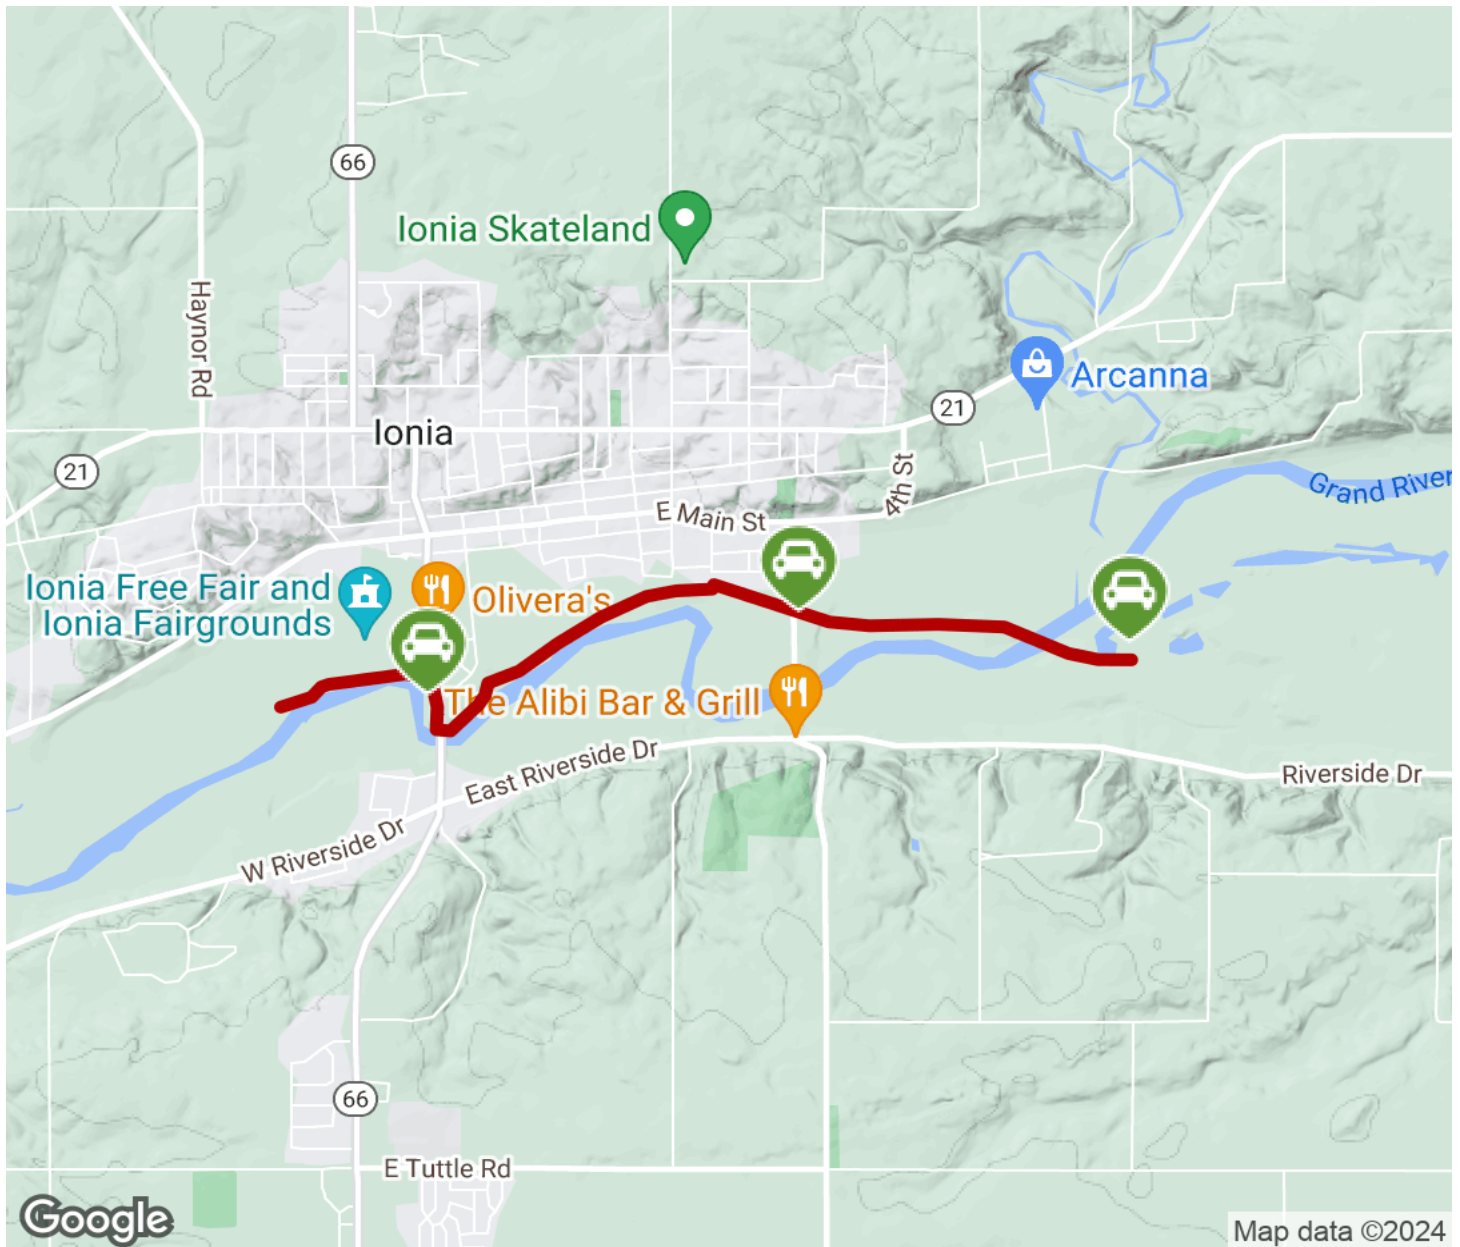 66
Ionia Skateland
Haynor Rd
Arcanna
21
Ionia
21
4th St
Grand River
E Main St
Ionia Free Fair and
Ionia Fairgrounds
Olivera's
The Alibi Bar & Grill
East Riverside Dr
Riverside Dr
W Riverside Dr
66
E Tuttle Rd
Google
Map data ©2024